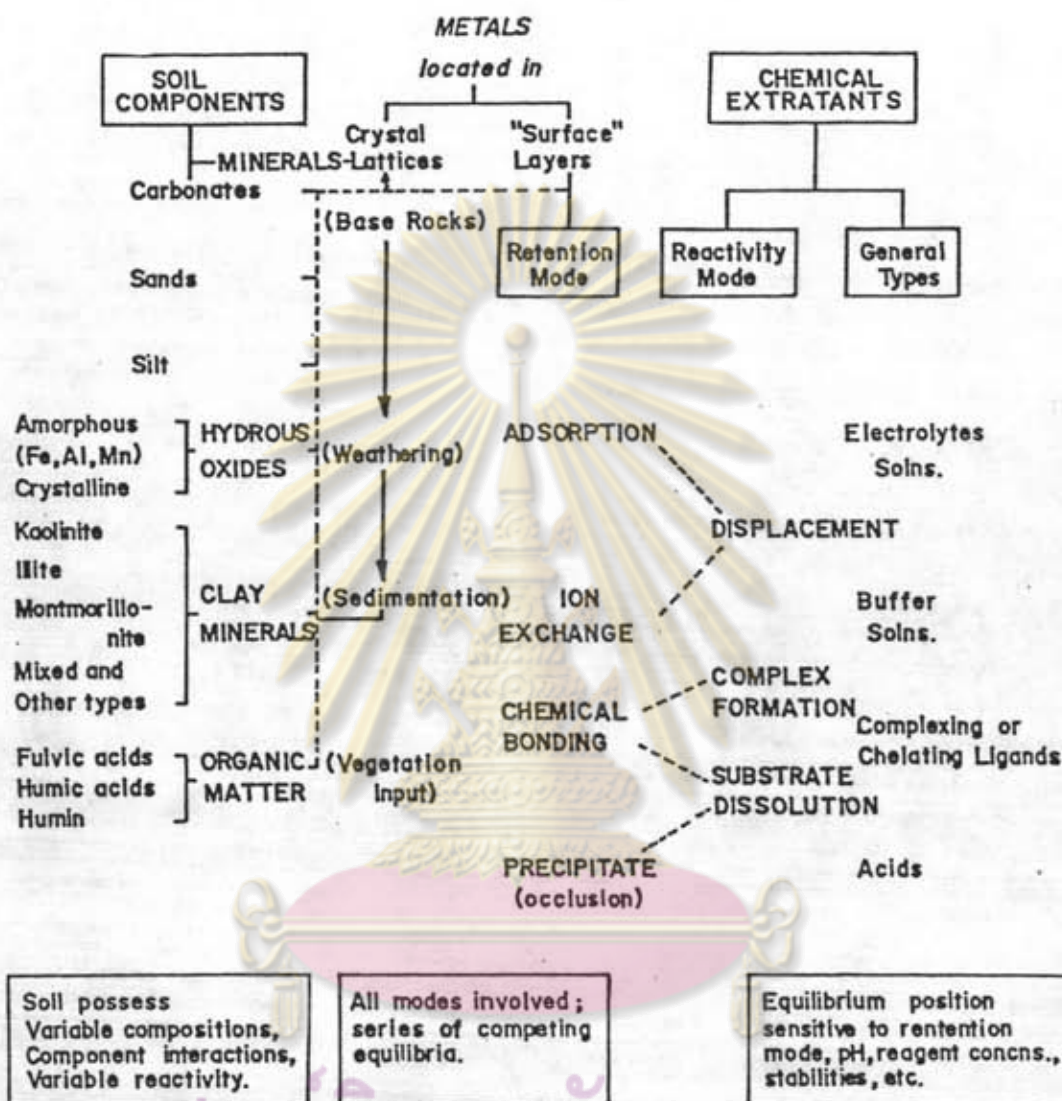 METALS
located in
SOIL
COMPONENTS
CHEMICAL
EXTRATANTS
Crystal
MINERALS-Lattices
"Surface"
Layers
Carbonates
(Base Rocks)
Retention
Mode
Reactivity
Mode
General
Types
Sands
Silt
Amorphous
(Fe,Al,Mn)
Crystalline
HYDROUS
OXIDES
(Weathering)
ADSORPTION
Electrolytes
Solns.
DISPLACEMENT
Kaolinite
Illite
Montmorillo-
nite
Mixed and
Other types
CLAY
MINERALS
(Sedimentation)
ION
EXCHANGE
Buffer
Solns.
COMPLEX
FORMATION
CHEMICAL
BONDING
Complexing or
Chelating Ligands
Fulvic acids
Humic acids
Humin
ORGANIC
MATTER
(Vegetation
input)
SUBSTRATE
DISSOLUTION
PRECIPITATE
(occlusion)
Acids
Soil possess
Variable compositions,
Component interactions,
Variable reactivity.
All modes involved;
series of competing
equilibria.
Equilibrium position
sensitive to rentention
mode, pH, reagent concns.,
stabilities, etc.